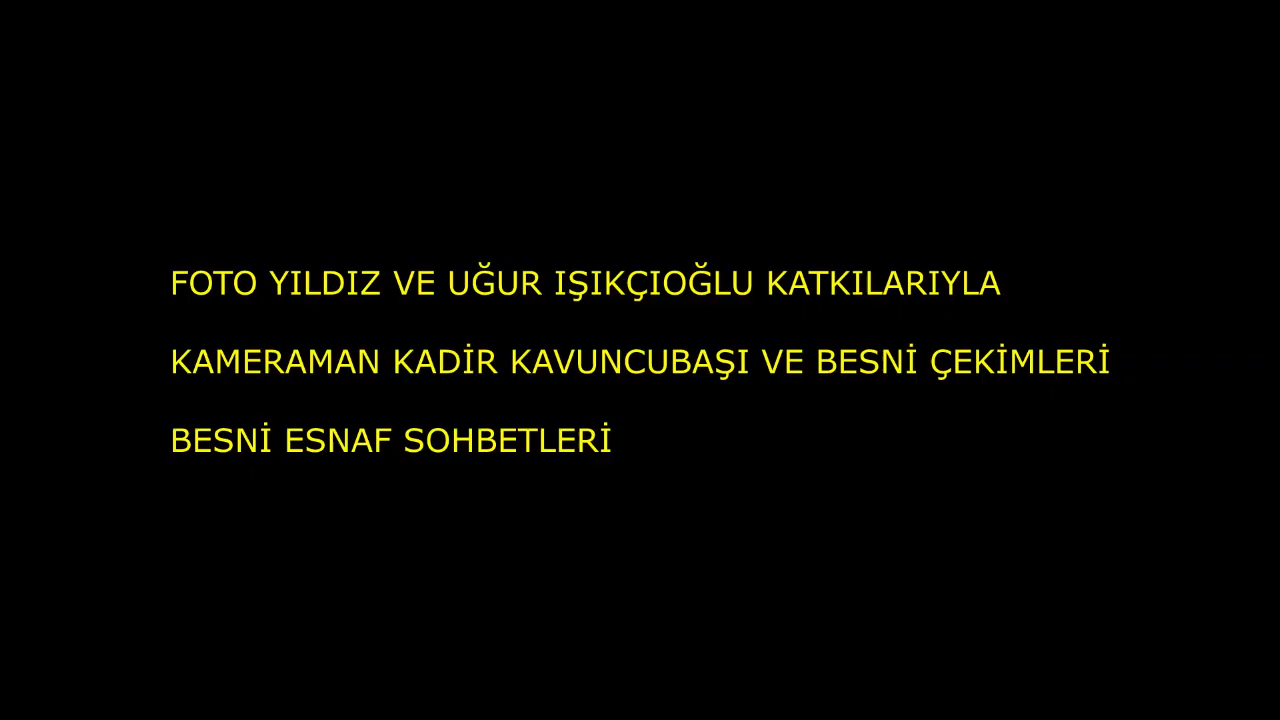 FOTO YILDIZ VE UĞUR IŞIKÇIOĞLU KATKILARIYLA
KAMERAMAN KADİR KAVUNCUBAŞI VE BESNİ ÇEKİMLERİ
BESNİ ESNAF SOHBETLERİ